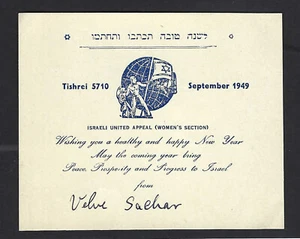 לשנה טובה תכתבו ותחתמו
Tishrei 5710
September 1949
ISRAELI UNITED APPEAL (WOMEN'S SECTION)
Wishing you a healthy and happy New Year
May the coming year bring
Peace, Prosperity and Progress to Israel
from
Velve Sachar